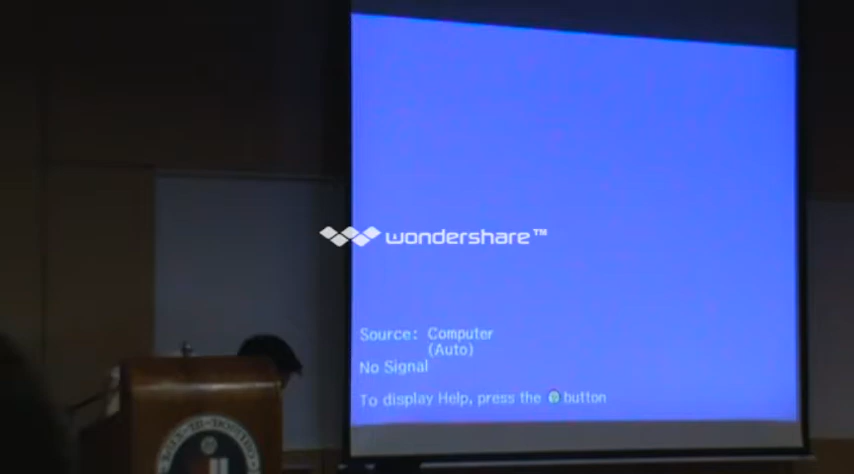 wondershare™
Source: Computer
(Auto)
No Signal
To display Help, press the button